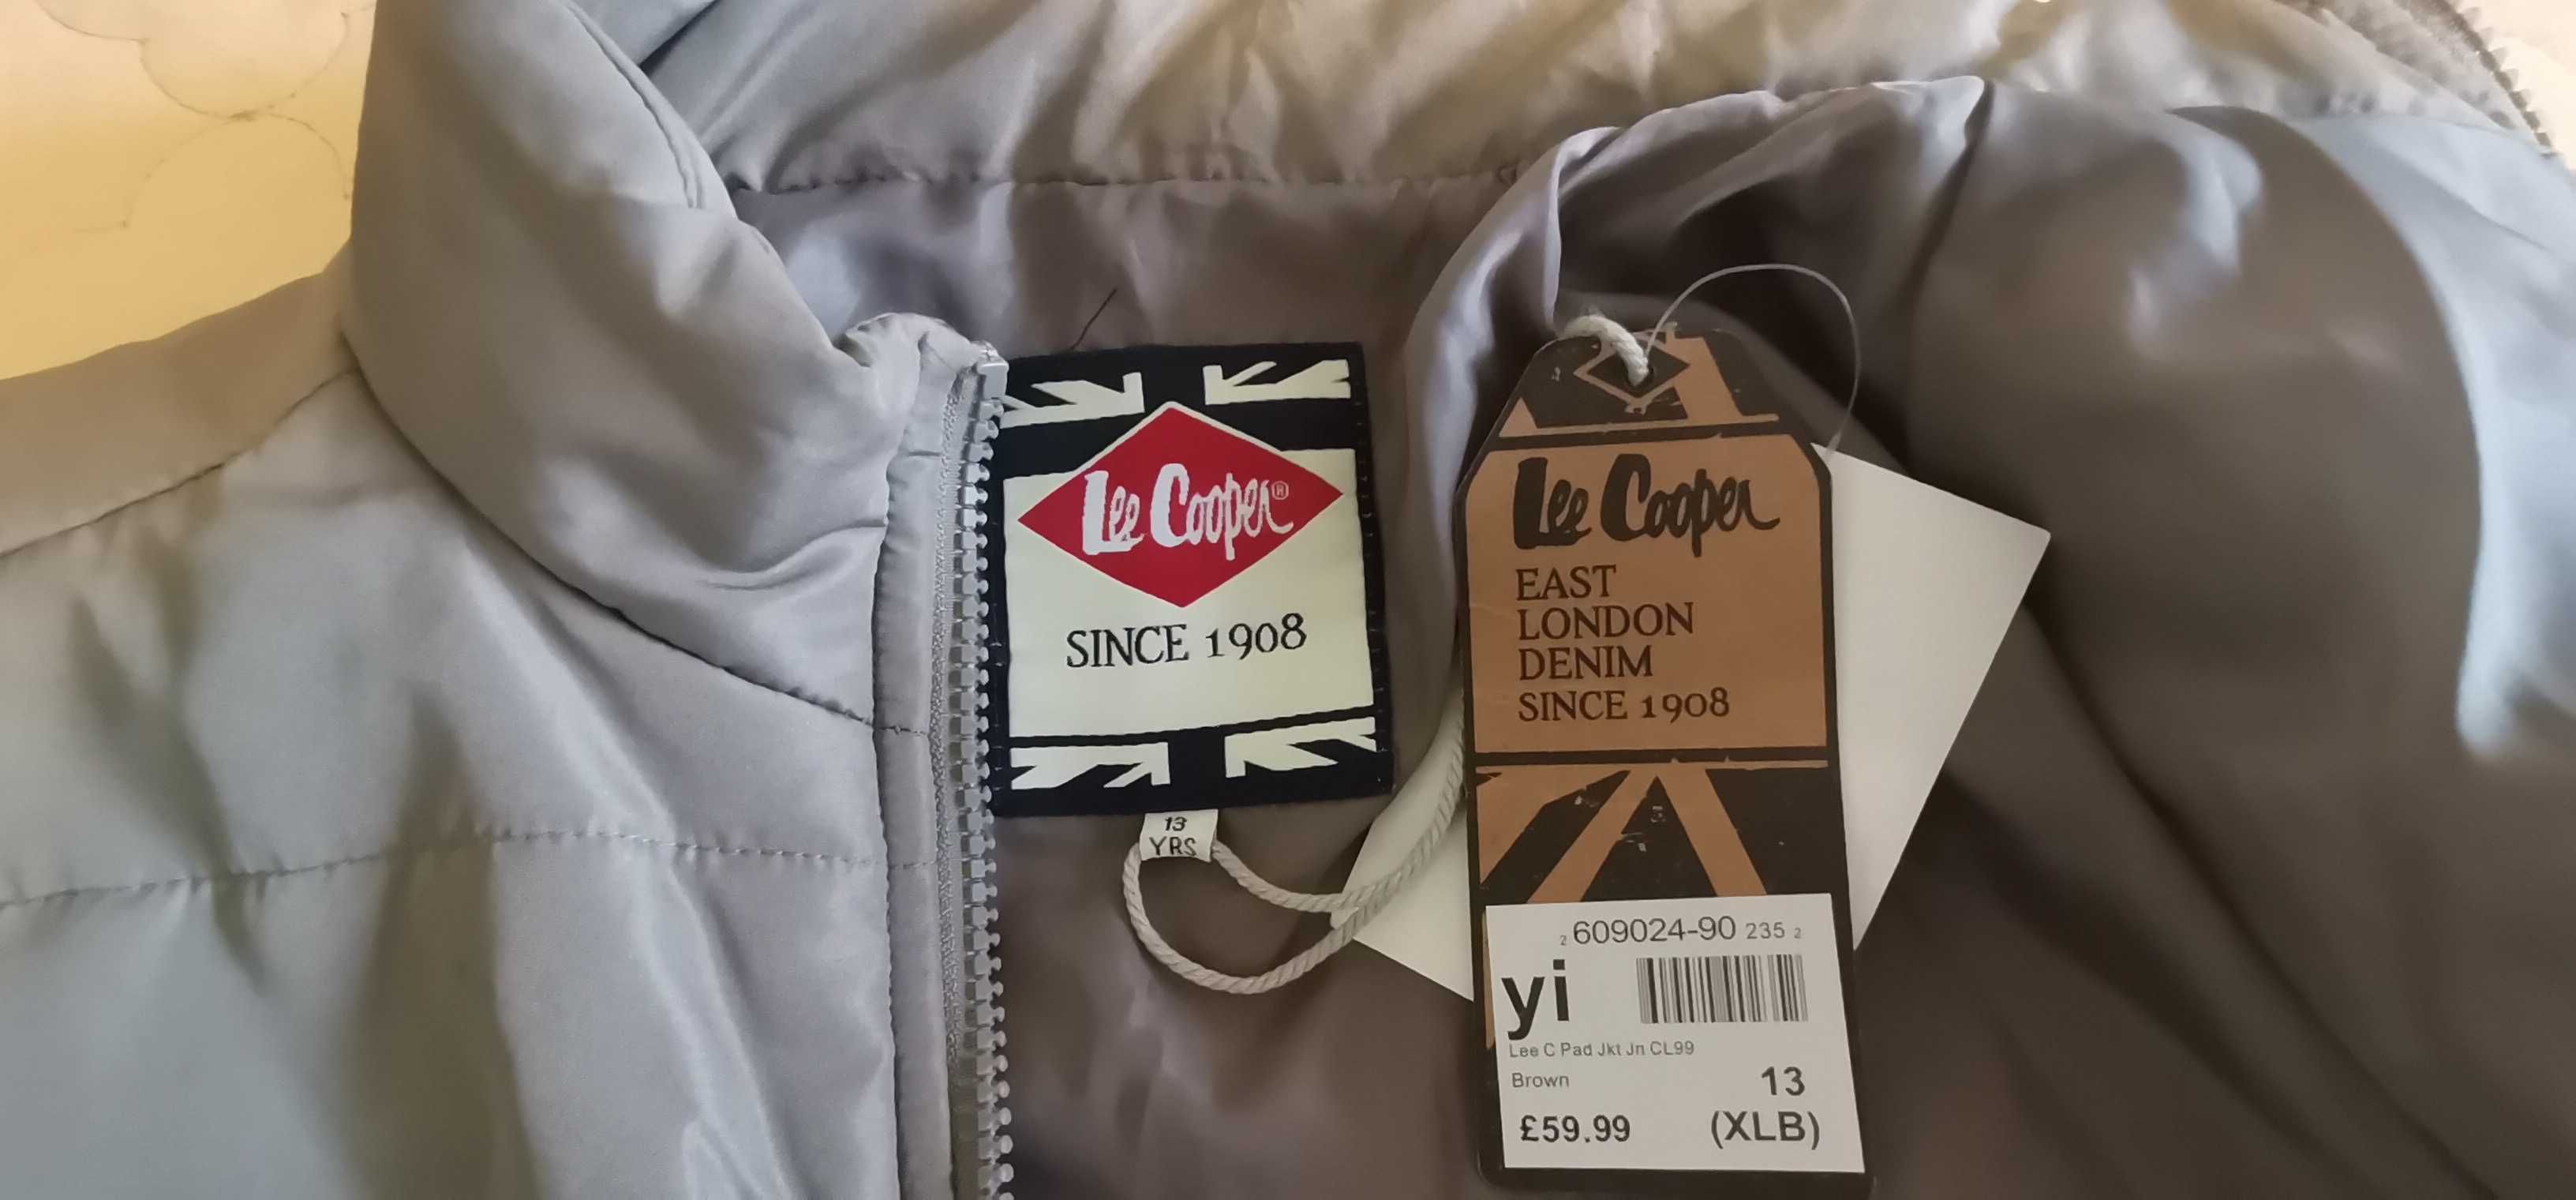 Lee Cooper®
SINCE 1908
13
YRS
Lee Cooper
EAST
LONDON
DENIM
SINCE 1908
2 609024-90 235 2
yi
Lee C Pad Jkt Jn CL99
Brown
13
£59.99
(XLB)